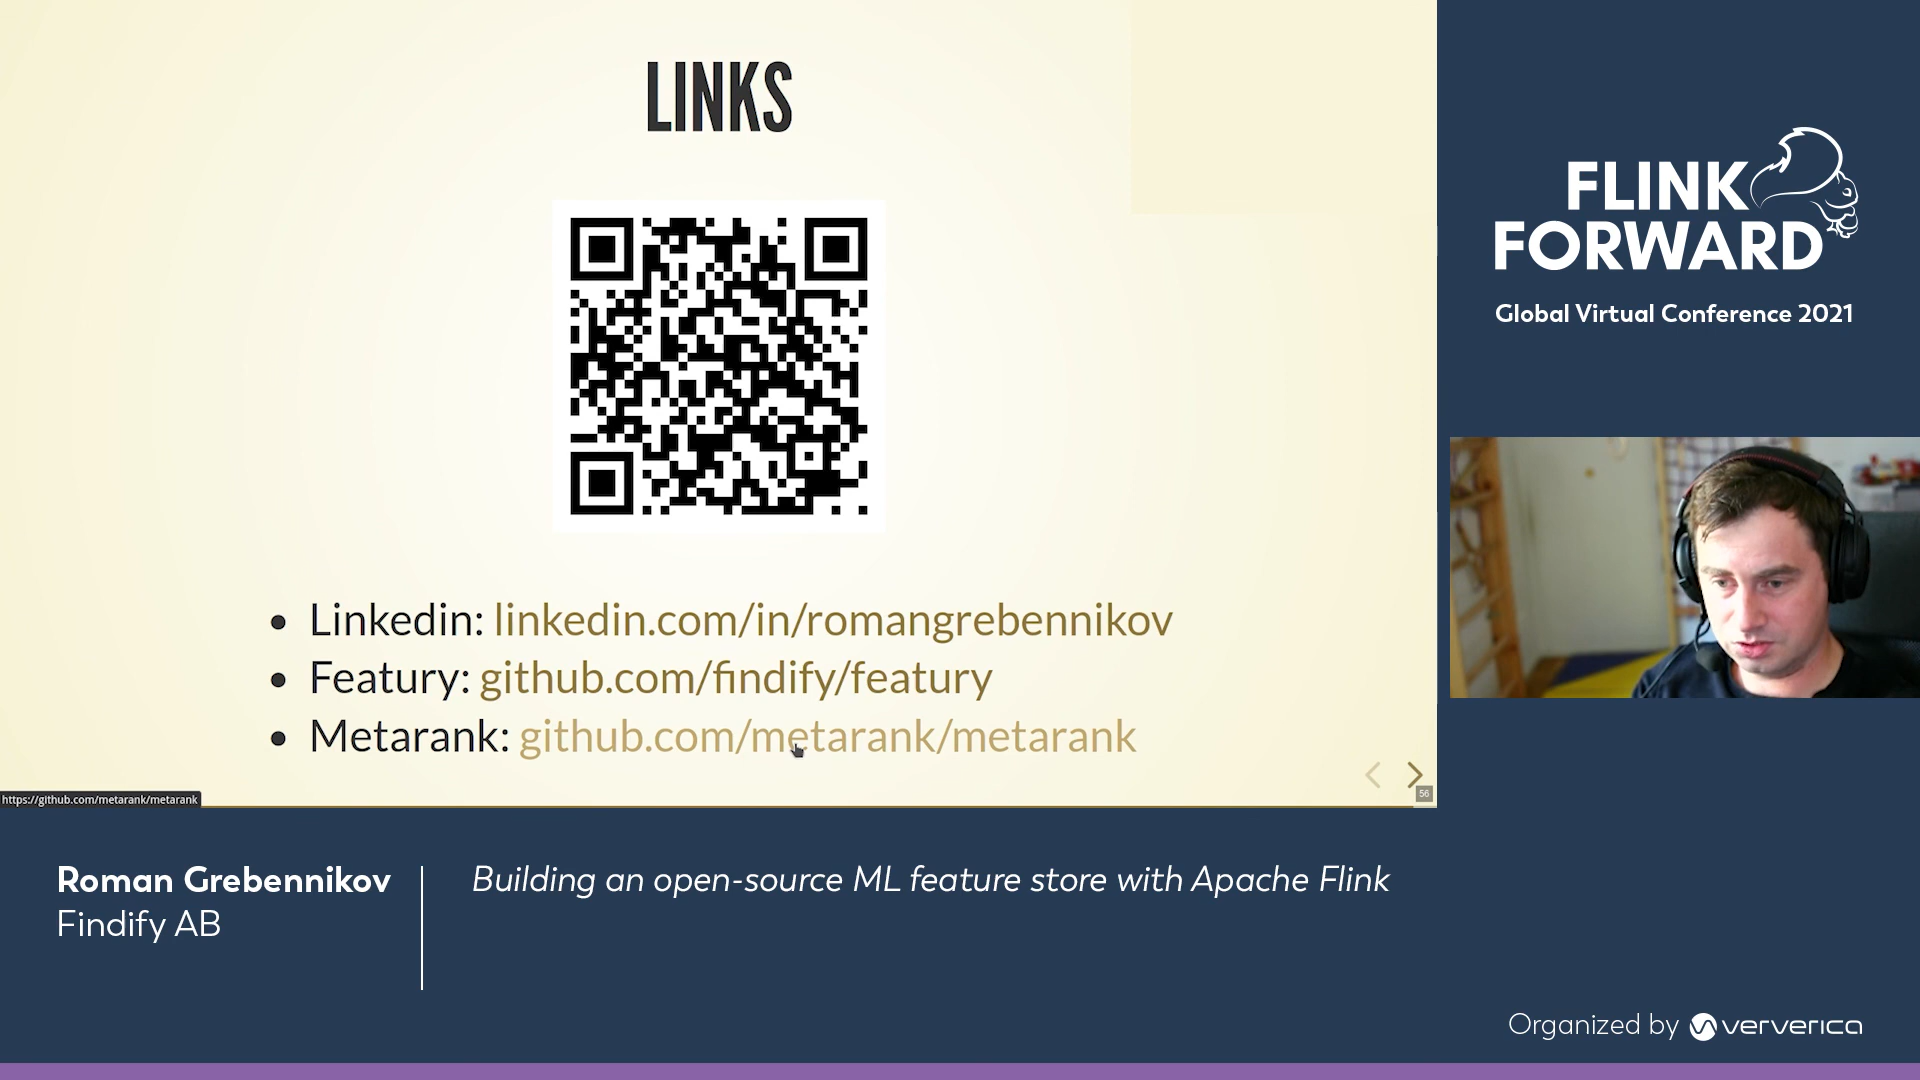 LINKS
Linkedin: linkedin.com/in/romangrebennikov
Featury: github.com/findify/featury
Metarank: github.com/metarank/metarank
56
https://github.com/metarank/metarank
FLINK
FORWARD
Global Virtual Conference 2021
Roman Grebennikov
Findify AB
Building an open-source ML feature store with Apache Flink
Organized by ververica